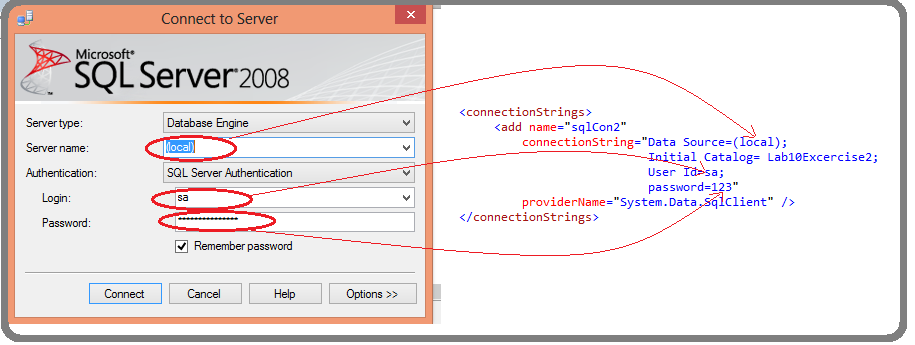 Connect to Server
Microsoft®
SQL Server® 2008
Server type: Database Engine
Server name: (local)
Authentication: SQL Server Authentication
Login: sa
Password: ****************
Remember password
Connect Cancel Help Options >>
<connectionStrings>
<add name="sqlCon2"
connectionString="Data Source=(local);
Initial Catalog= Lab10Excercise2;
User Id=sa;
password=123"
providerName="System.Data.SqlClient" />
</connectionStrings>